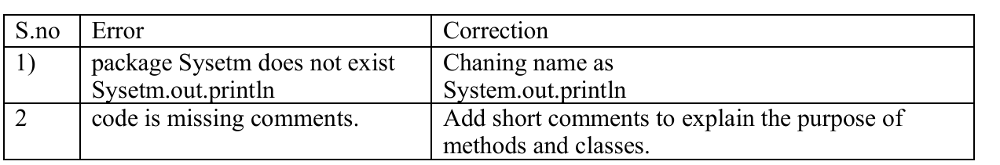 S.no Error Correction
1) package Sysetm does not exist Chaning name as
Sysetm.out.println System.out.println
2 code is missing comments. Add short comments to explain the purpose of
methods and classes.